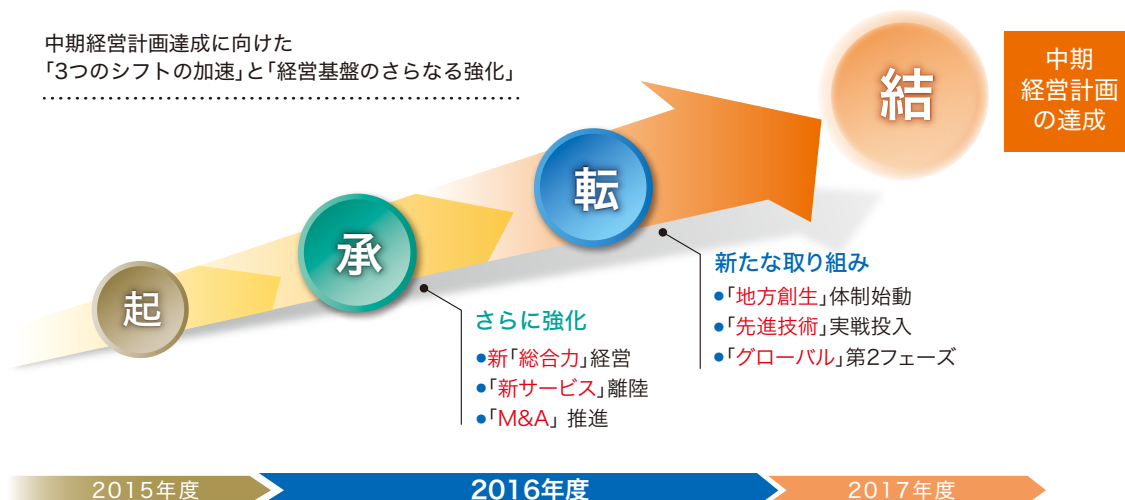 中期経営計画達成に向けた
「3つのシフトの加速」と「経営基盤のさらなる強化」
結
中期
経営計画
の達成
転
承
起
新たな取り組み
●「地方創生」体制始動
●「先進技術」実戦投入
●「グローバル」第2フェーズ
さらに強化
●新「総合力」経営
●「新サービス」離陸
●「M&A」推進
2015年度
2016年度
2017年度